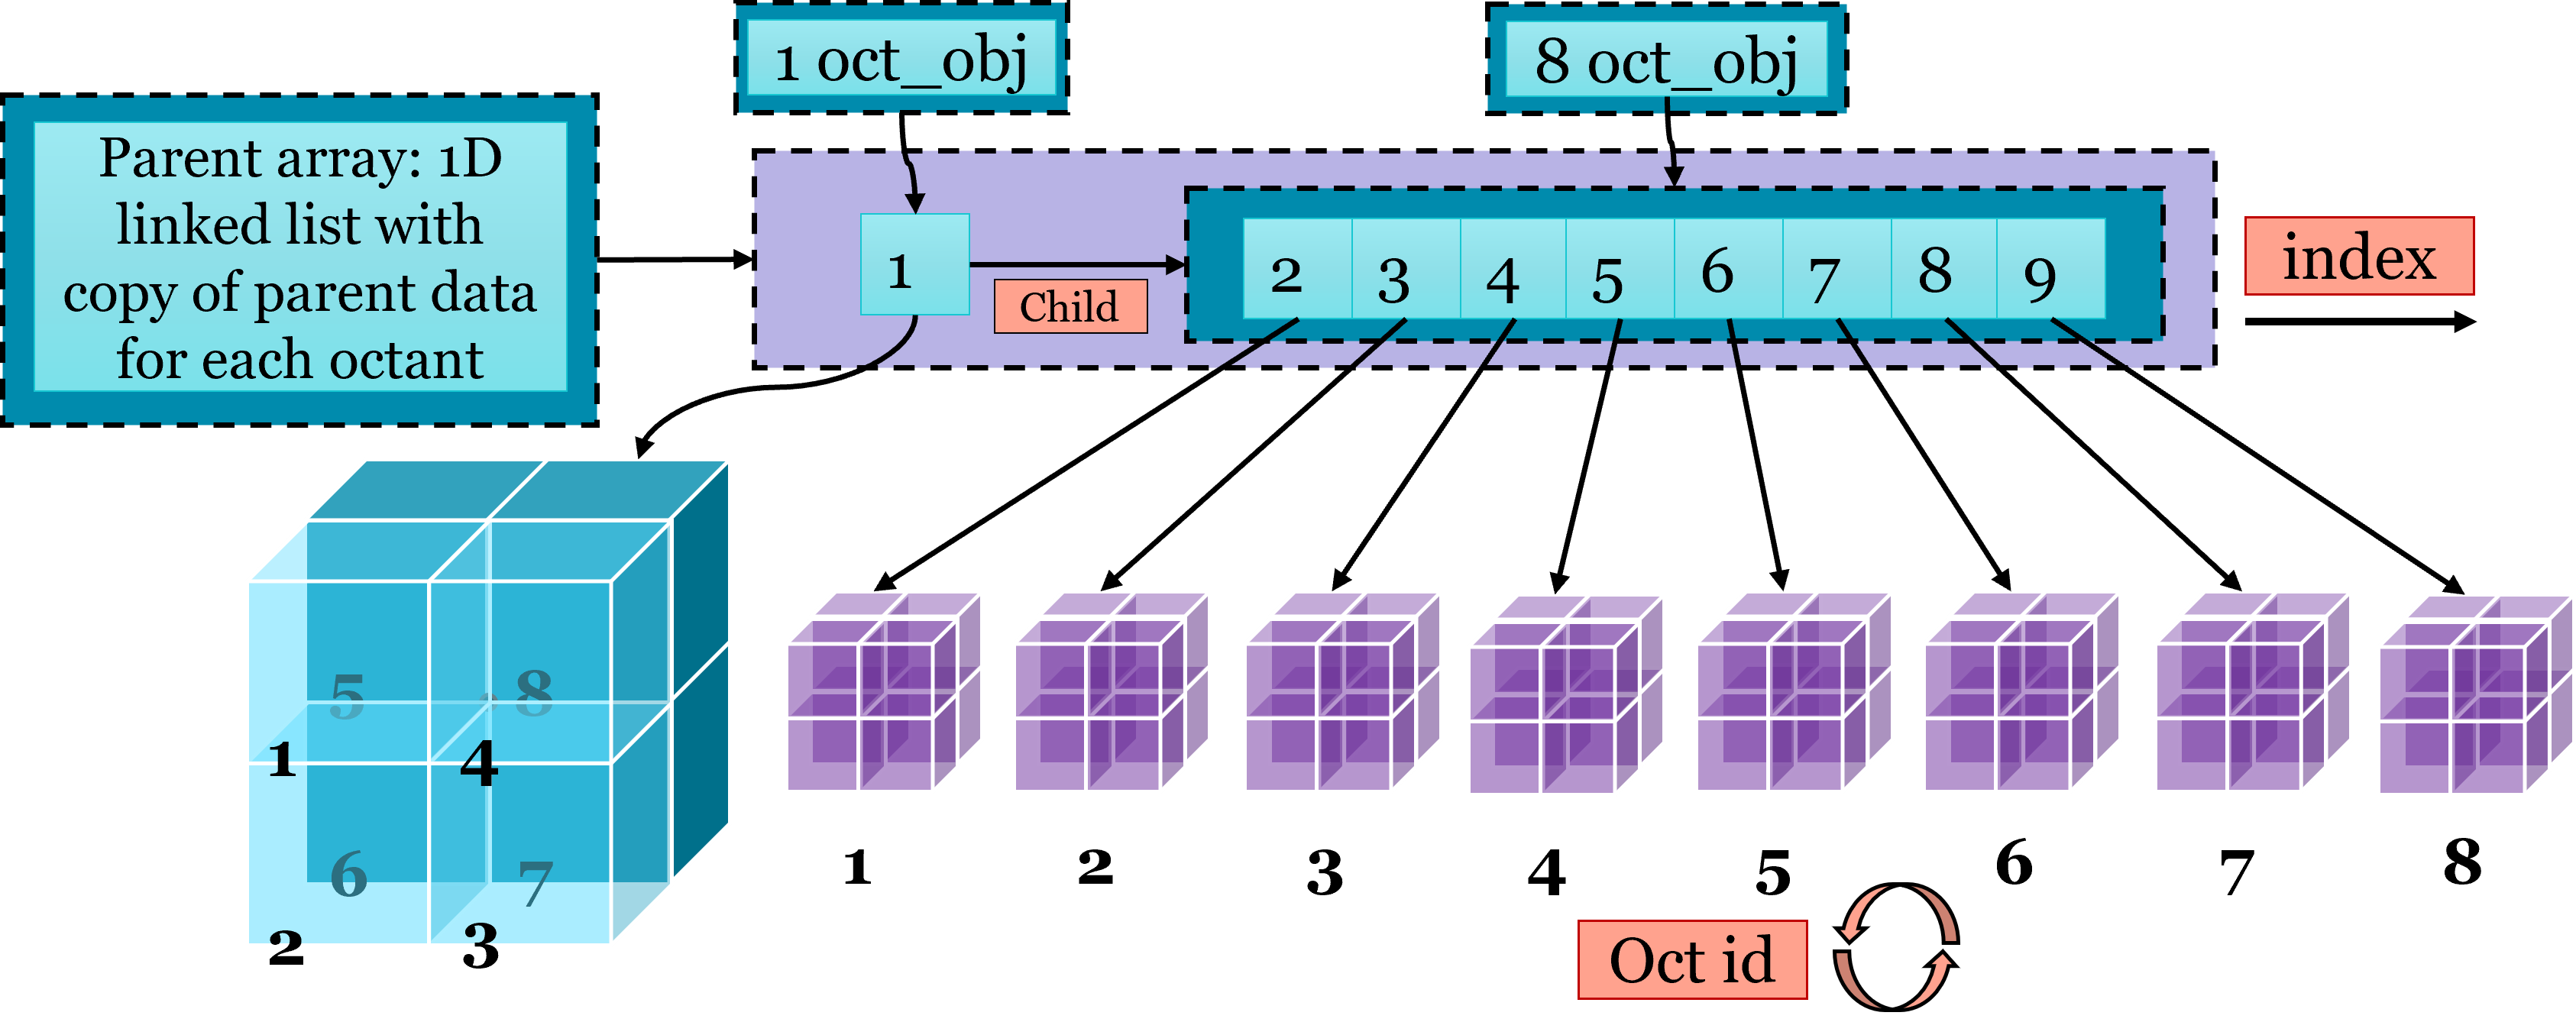 1 oct_obj
8 oct_obj
Parent array: 1D
linked list with
copy of parent data
for each octant
1
Child
2 3 4 5 6 7 8 9
index
5 8
1 4
6 7
2 3
1 2 3 4 5 6 7 8
Oct id